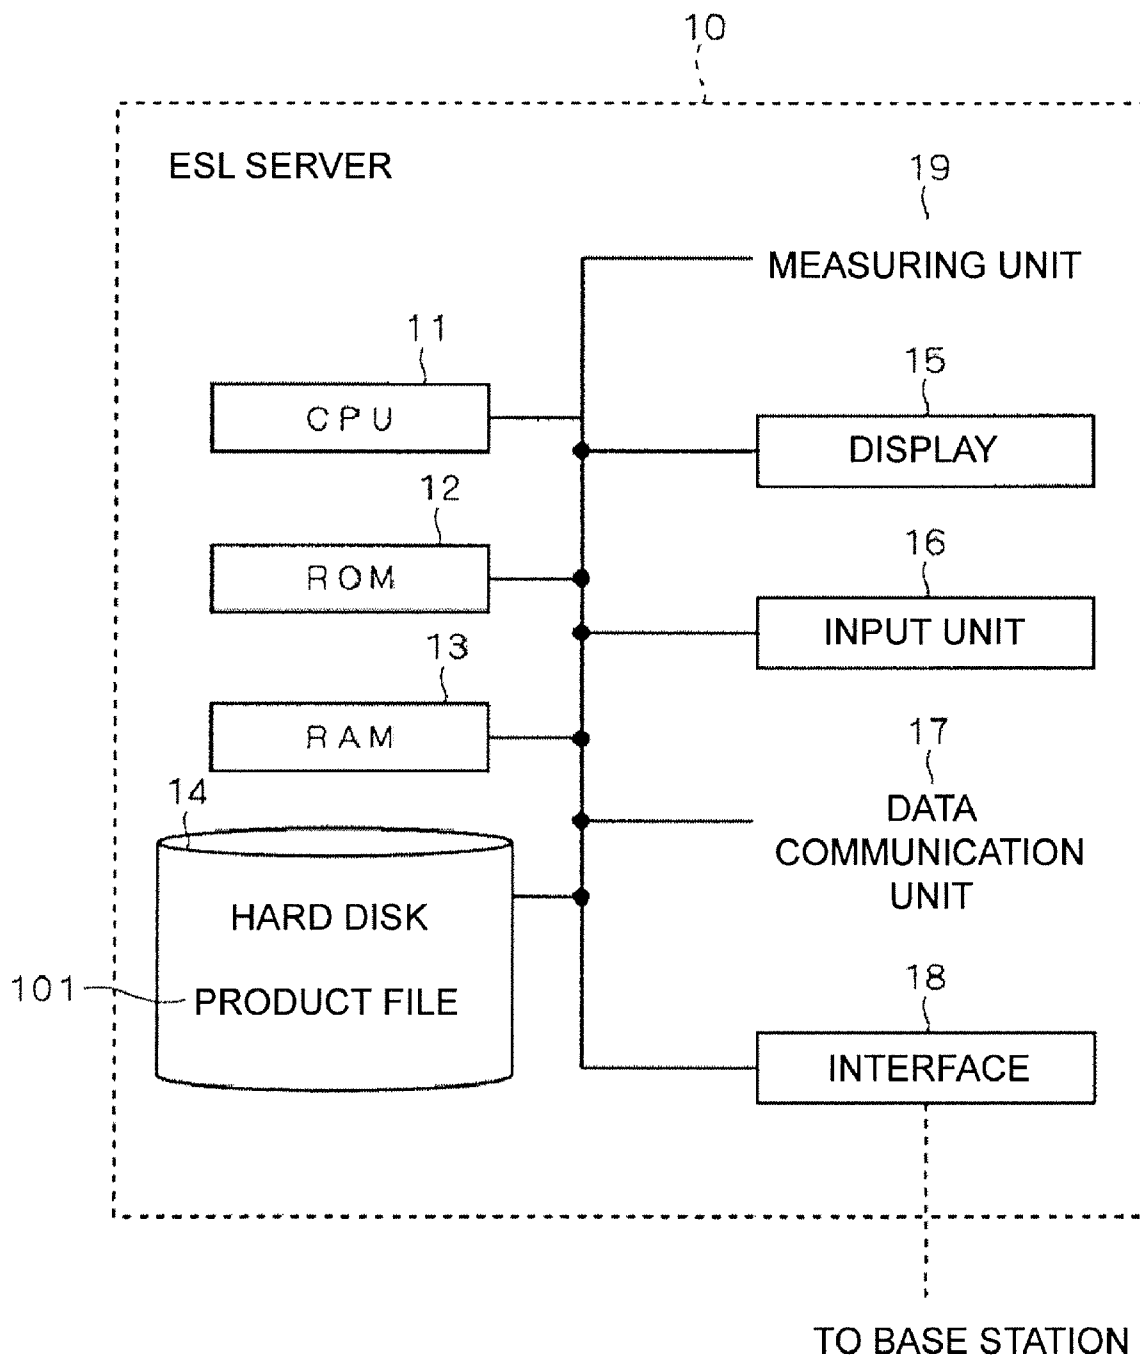 10
ESL SERVER
19
MEASURING UNIT
11
CPU
15
DISPLAY
12
ROM
16
INPUT UNIT
13
RAM
17
DATA
COMMUNICATION
UNIT
14
HARD DISK
101
PRODUCT FILE
18
INTERFACE
TO BASE STATION